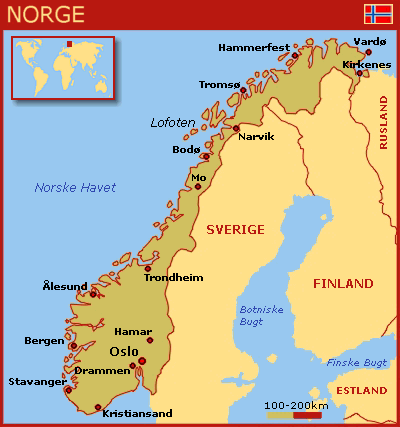 NORGE
Hammerfest
Vardø
Kirkenes
Tromsø
RUSLAND
Lofoten
Narvik
Bodø
Mo
Norske Havet
SVERIGE
Trondheim
FINLAND
Ålesund
Botniske
Bugt
Hamar
Bergen
Oslo
Finske Bugt
Drammen
Stavanger
ESTLAND
100-200km
Kristiansand